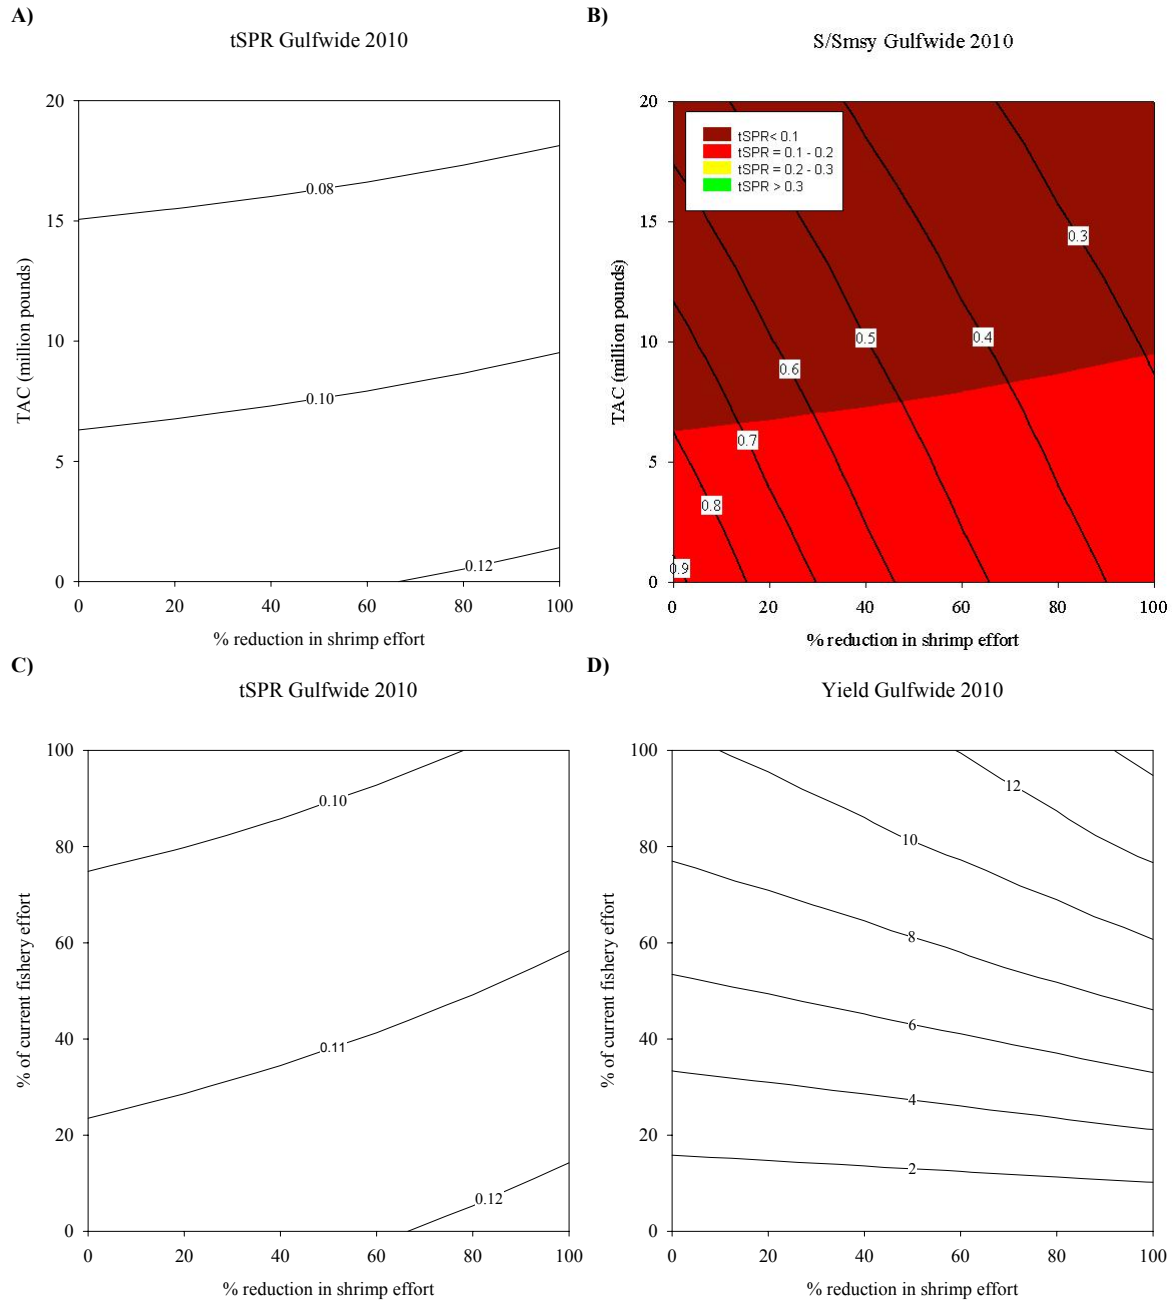 A)
tSPR Gulfwide 2010
20
15
10
5
0
TAC (million pounds)
0.08
0.10
0.12
0 20 40 60 80 100
% reduction in shrimp effort
B)
S/Smsy Gulfwide 2010
tSPR< 0.1
tSPR = 0.1 - 0.2
tSPR = 0.2 - 0.3
tSPR > 0.3
20
15
10
5
0
TAC (million pounds)
0.3
0.4
0.5
0.6
0.7
0.8
0.9
0 20 40 60 80 100
% reduction in shrimp effort
C)
tSPR Gulfwide 2010
100
80
60
40
20
0
% of current fishery effort
0.10
0.11
0.12
0 20 40 60 80 100
% reduction in shrimp effort
D)
Yield Gulfwide 2010
100
80
60
40
20
0
% of current fishery effort
12
10
8
6
4
2
0 20 40 60 80 100
% reduction in shrimp effort